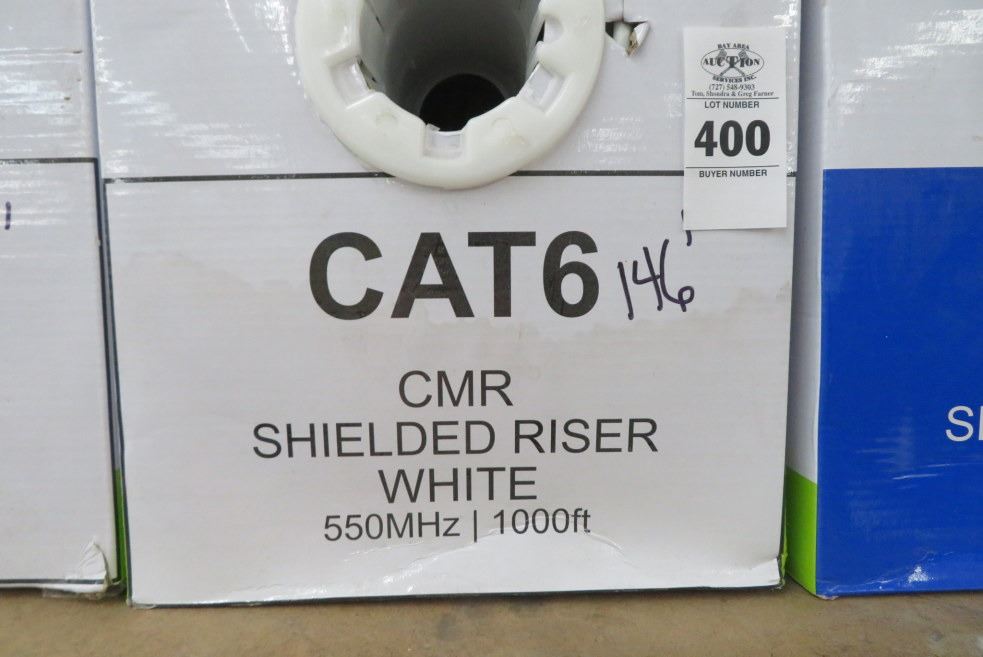 BAY AREA
AUCTION
SERVICES INC.
(727) 548-9303
Tom, Shondra & Greg Farner
LOT NUMBER
400
BUYER NUMBER
CAT6 146'
CMR
SHIELDED RISER
WHITE
550MHz | 1000ft